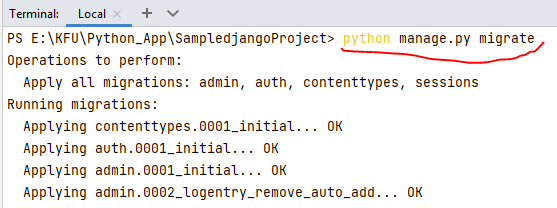 Terminal: Local × + ∨
PS E:\KFU\Python_App\SampledjangoProject> python manage.py migrate
Operations to perform:
  Apply all migrations: admin, auth, contenttypes, sessions
Running migrations:
  Applying contenttypes.0001_initial... OK
  Applying auth.0001_initial... OK
  Applying admin.0001_initial... OK
  Applying admin.0002_logentry_remove_auto_add... OK